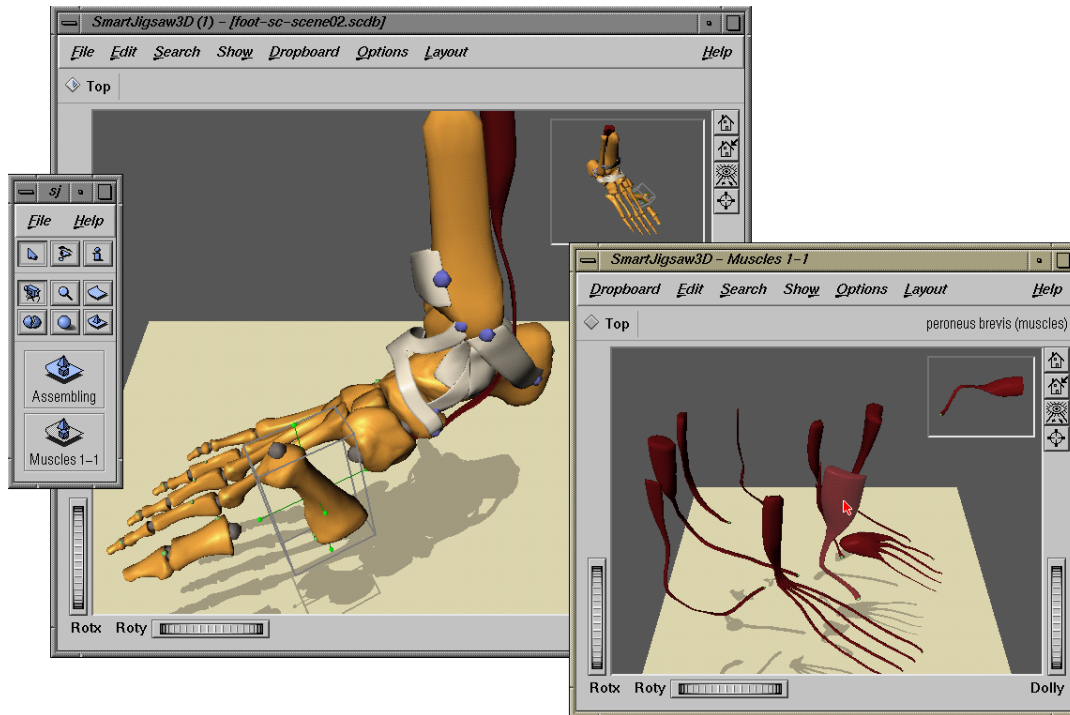 SmartJigsaw3D (1) – [foot-sc-scene02.scdb]
File Edit Search Show Dropboard Options Layout Help
Top
sj
File Help
Assembling
Muscles 1–1
Rotx Roty
SmartJigsaw3D – Muscles 1–1
Dropboard Edit Search Show Options Layout Help
Top peroneus brevis (muscles)
Rotx Roty Dolly